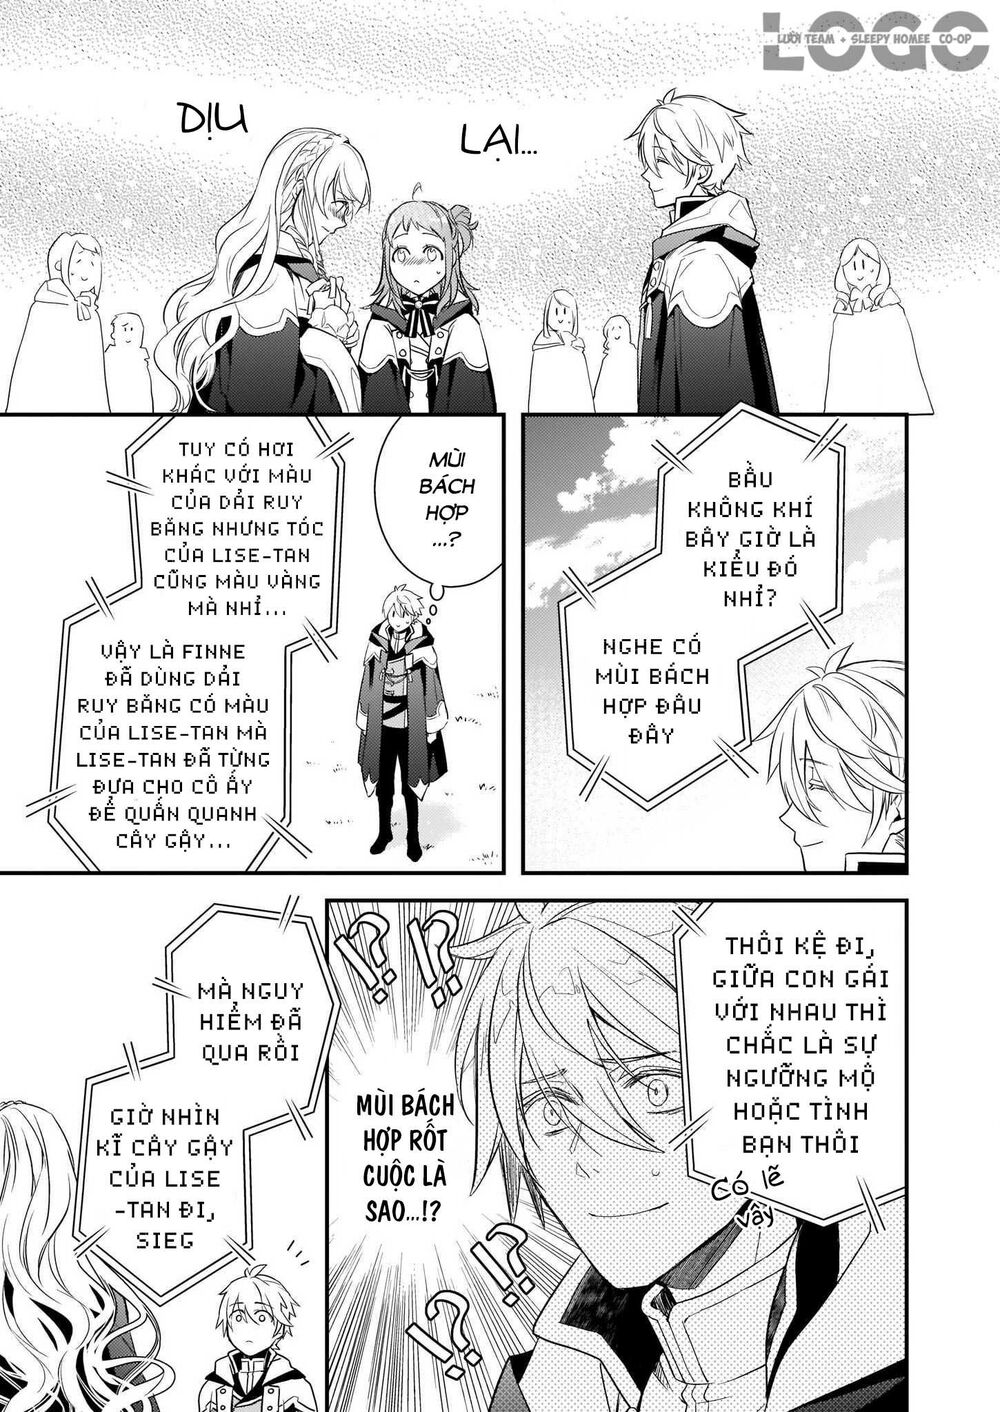 LOGO
LƯỜI TEAM + SLEEPY HOMEE CO-OP
DỊU
LẠI...
BẦU
KHÔNG KHÍ
BÂY GIỜ LÀ
KIỂU ĐÓ
NHỈ?
NGHE CÓ
MÙI BÁCH
HỢP ĐÂU
ĐÂY
MÙI
BÁCH
HỢP
...?
TUY CÓ HƠI
KHÁC VỚI MÀU
CỦA DẢI RUY
BĂNG NHƯNG TÓC
CỦA LISE-TAN
CŨNG MÀU VÀNG
MÀ NHỈ...
VẬY LÀ FINNE
ĐÃ DÙNG DẢI
RUY BĂNG CÓ MÀU
CỦA LISE-TAN MÀ
LISE-TAN ĐÃ TỪNG
ĐƯA CHO CÔ ẤY
ĐỂ QUẤN QUANH
CÂY GẬY...
THÔI KỆ ĐI,
GIỮA CON GÁI
VỚI NHAU THÌ
CHẮC LÀ SỰ
NGƯỠNG MỘ
HOẶC TÌNH
BẠN THÔI
Có lẽ
vậy
!?
!?
MÙI BÁCH
HỢP RỐT
CUỘC LÀ
SAO...!?
!?
!?
MÀ NGUY
HIỂM ĐÃ
QUA RỒI
GIỜ NHÌN
KĨ CÂY GẬY
CỦA LISE
-TAN ĐI,
SIEG